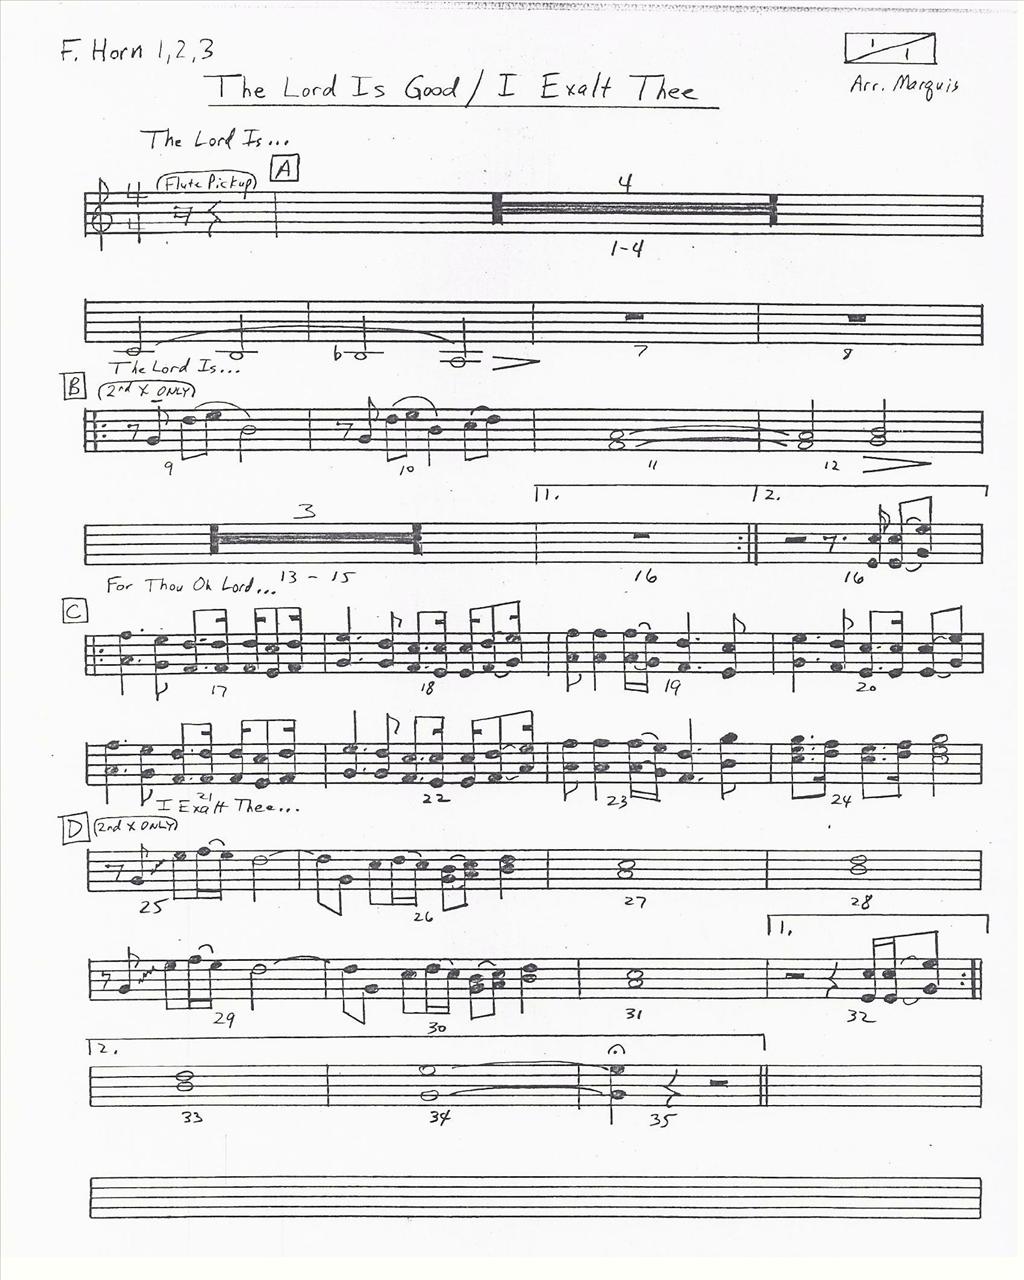 F. Horn 1,2,3
1/1
The Lord Is Good/I Exalt Thee
Arr. Marquis
The Lord Is...
(Flute Pickup) A
4
4 4
1-4
7 8
The Lord Is...
B (2nd X ONLY)
9 10 11 12
3 1. 2.
13 - 15 16 16
For Thou Oh Lord...
C
17 18 19 20
21 22 23 24
I Exalt Thee...
D (2nd X ONLY)
25 26 27 28
1.
29 30 31 32
2.
33 34 35